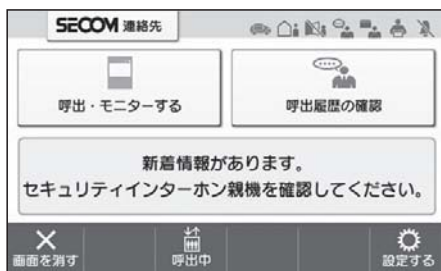 SECOM 連絡先
呼出・モニターする
呼出履歴の確認
新着情報があります。
セキュリティインターホン親機を確認してください。
画面を消す
呼出中
設定する